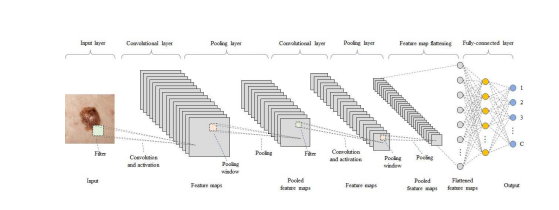 Input layer
Convolutional layer
Pooling layer
Convolutional layer
Pooling layer
Feature map flattening
Fully-connected layer
1
2
3
C
Filter
Convolution
and activation
Pooling
window
Pooling
Filter
Convolution
and activation
Pooling
window
Pooling
Input
Feature maps
Pooled
feature maps
Feature maps
Pooled
feature maps
Flattened
feature maps
Output